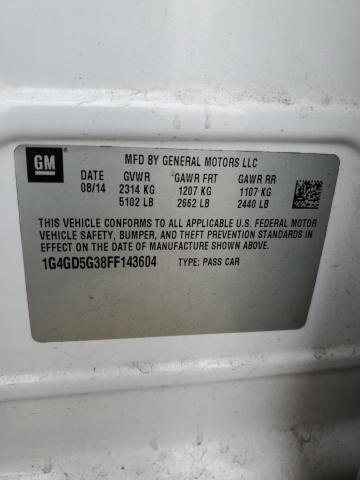 GM
MFD BY GENERAL MOTORS LLC
DATE GVWR GAWR FRT GAWR RR
08/14 2314 KG 1207 KG 1107 KG
5102 LB 2662 LB 2440 LB
THIS VEHICLE CONFORMS TO ALL APPLICABLE U.S. FEDERAL MOTOR
VEHICLE SAFETY, BUMPER, AND THEFT PREVENTION STANDARDS
IN EFFECT ON THE DATE OF MANUFACTURE SHOWN ABOVE.
1G4GD5G38FF143604 TYPE: PASS CAR